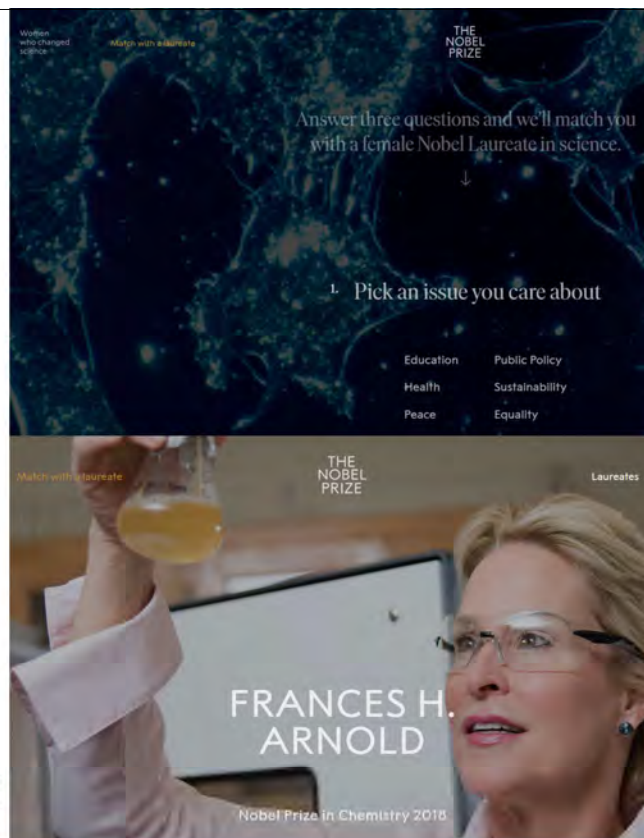 Women
who changed
science
Match with a laureate
THE
NOBEL
PRIZE
Answer three questions and we'll match you
with a female Nobel Laureate in science.
↓
1. Pick an issue you care about
Education Public Policy
Health Sustainability
Peace Equality
Match with a laureate
THE
NOBEL
PRIZE
Laureates
FRANCES H.
ARNOLD
Nobel Prize in Chemistry 2018